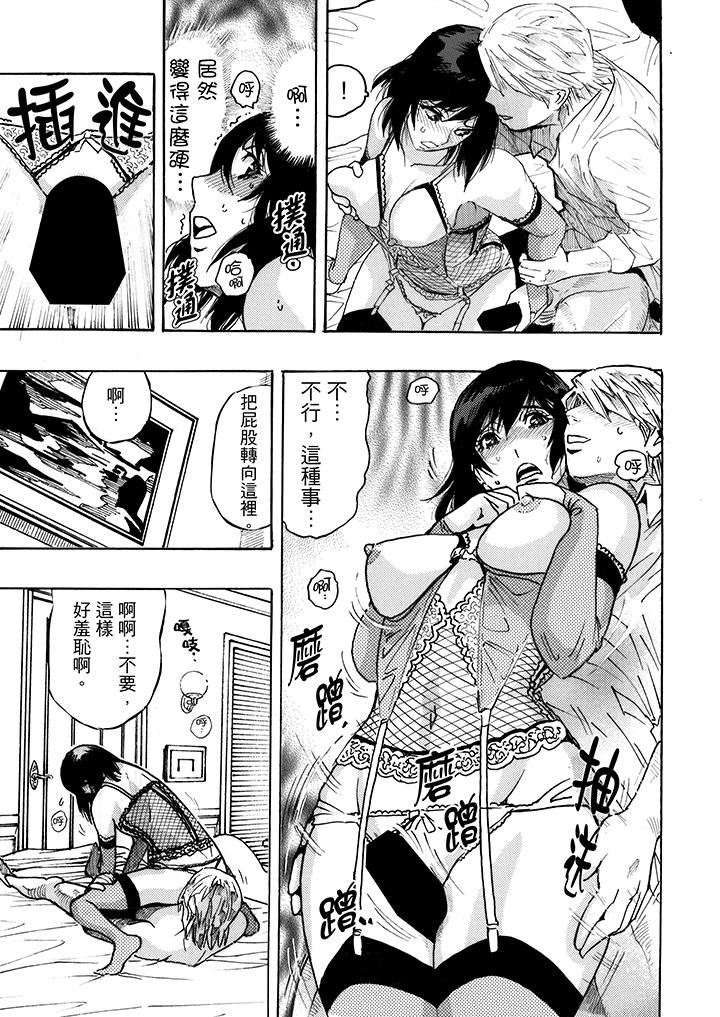 ！
啊…
呼
居然
變得這麼硬…
撲通。
哈啊
撲通
插進
呼
呼
不…
不行，這種事…
啊…
磨蹭
磨蹭
蹭
抽送
把屁股轉向這裡。
啊…
啊啊…不要，
這樣
好羞恥啊。
嘎吱…
呼
呼